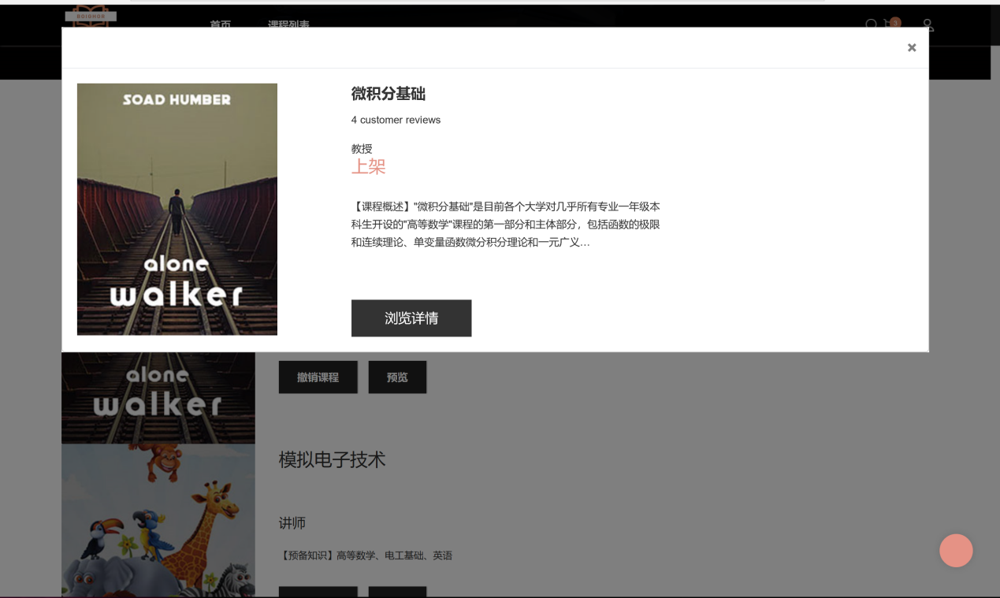 BOIGHOR
首页
课程列表
3
×
SOAD HUMBER
alone
walker
微积分基础
4 customer reviews
教授
上架
【课程概述】"微积分基础"是目前各个大学对几乎所有专业一年级本
科生开设的"高等数学"课程的第一部分和主体部分，包括函数的极限
和连续理论、单变量函数微分积分理论和一元广义...
浏览详情
alone
walker
撤销课程
预览
模拟电子技术
讲师
【预备知识】高等数学、电工基础、英语